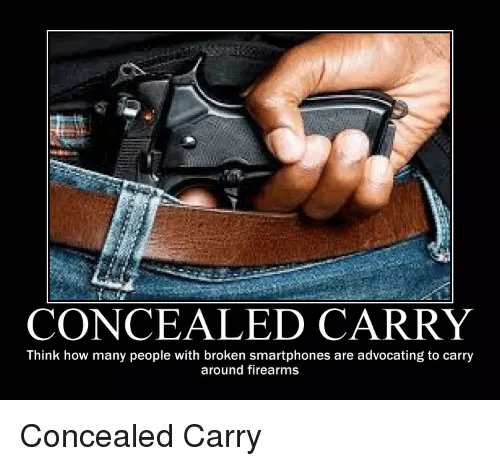 CONCEALED CARRY
Think how many people with broken smartphones are advocating to carry
around firearms
Concealed Carry